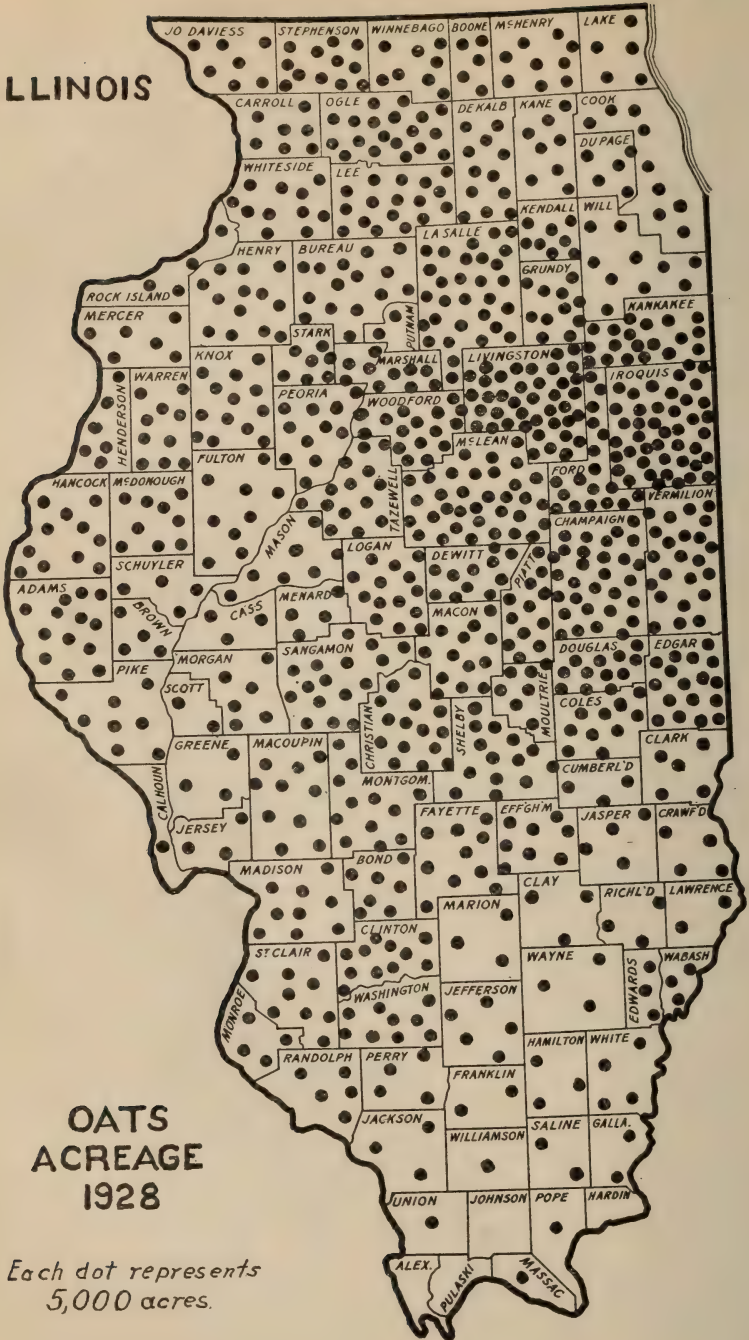 ILLINOIS
JO DAVIESS
STEPHENSON
WINNEBAGO
BOONE
McHENRY
LAKE
CARROLL
OGLE
DEKALB
KANE
COOK
DU PAGE
WHITESIDE
LEE
KENDALL
WILL
LA SALLE
HENRY
BUREAU
GRUNDY
ROCK ISLAND
PUTNAM
KANKAKEE
MERCER
STARK
MARSHALL
LIVINGSTON
IROQUIS
HENDERSON
WARREN
KNOX
PEORIA
WOODFORD
McLEAN
FULTON
TAZEWELL
FORD
HANCOCK
McDONOUGH
VERMILION
MASON
CHAMPAIGN
SCHUYLER
LOGAN
DEWITT
PIATT
ADAMS
BROWN
CASS
MENARD
MACON
PIKE
MORGAN
SANGAMON
DOUGLAS
EDGAR
SCOTT
CHRISTIAN
SHELBY
MOULTRIE
COLES
GREENE
MACOUPIN
CLARK
CALHOUN
MONTGOM.
CUMBERL'D
JERSEY
FAYETTE
EFF'GH'M
JASPER
CRAWF'D
MADISON
BOND
CLAY
RICHL'D
LAWRENCE
MARION
CLINTON
ST CLAIR
WAYNE
EDWARDS
WABASH
MONROE
WASHINGTON
JEFFERSON
RANDOLPH
PERRY
HAMILTON
WHITE
FRANKLIN
JACKSON
WILLIAMSON
SALINE
GALLA.
UNION
JOHNSON
POPE
HARDIN
ALEX.
PULASKI
MASSAC
OATS
ACREAGE
1928
Each dot represents
5,000 acres.